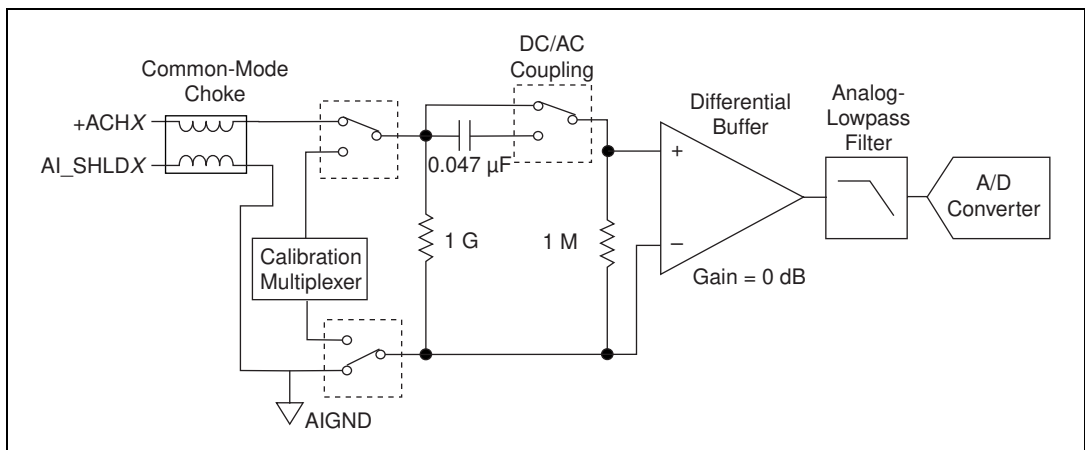 DC/AC
Coupling
Common-Mode
Choke
Differential
Buffer
Analog-
Lowpass
Filter
+ACHX
AI_SHLDX
0.047 µF
+
A/D
Converter
1 G
1 M
–
Calibration
Multiplexer
Gain = 0 dB
AIGND